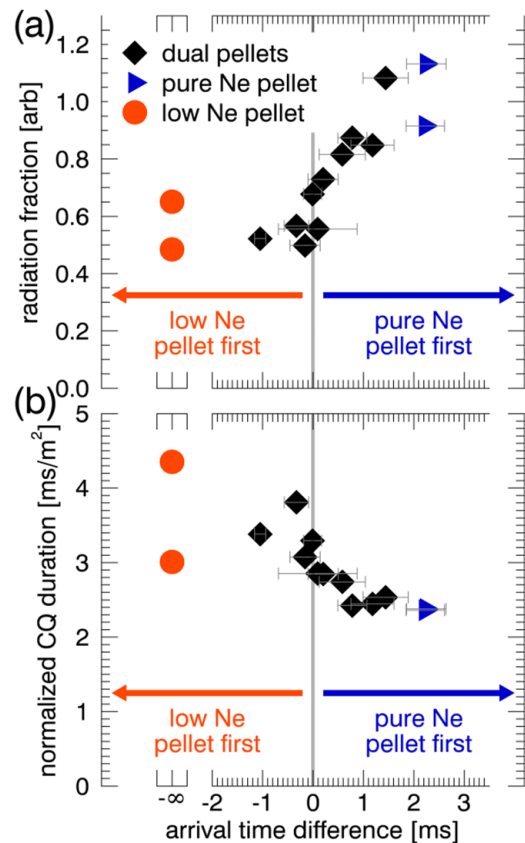 (a)
1.2
1.0
0.8
0.6
0.4
0.2
0.0
radiation fraction [arb]
dual pellets
pure Ne pellet
low Ne pellet
low Ne
pellet first
pure Ne
pellet first
(b)
5
4
3
2
1
0
normalized CQ duration [ms/m²]
low Ne
pellet first
pure Ne
pellet first
-∞ -2 -1 0 1 2 3
arrival time difference [ms]